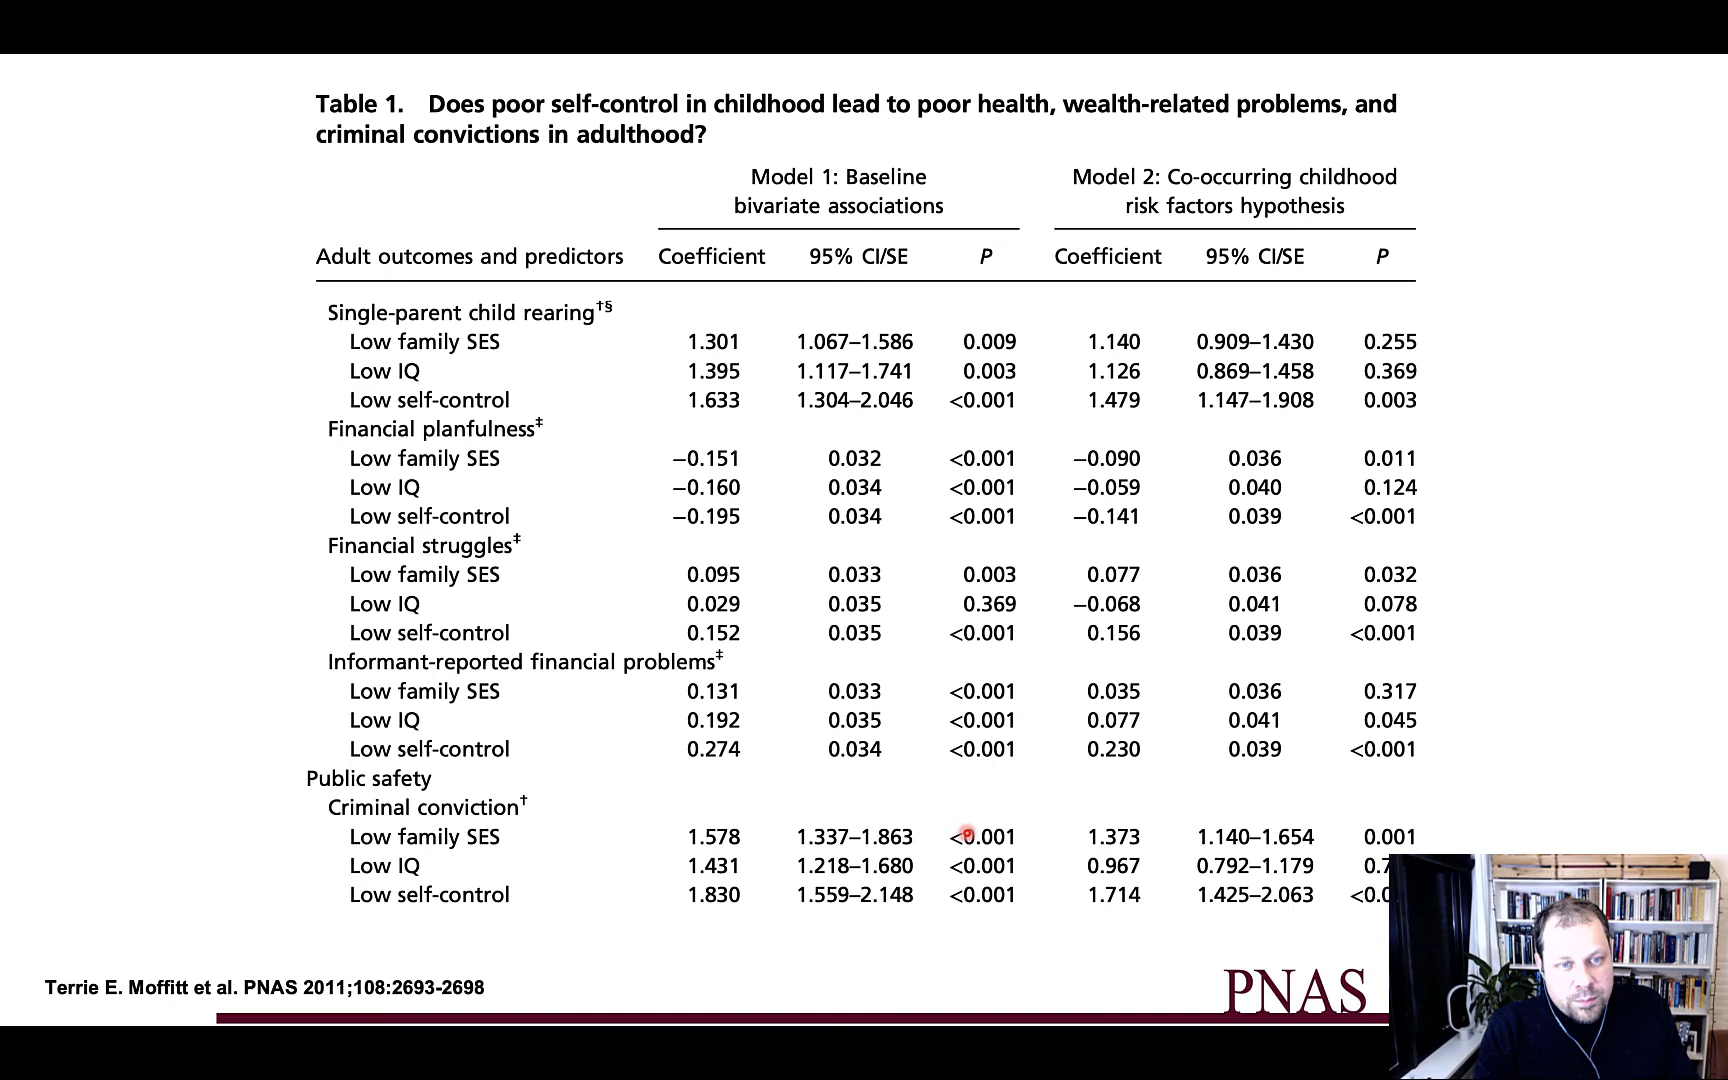 Table 1. Does poor self-control in childhood lead to poor health, wealth-related problems, and
criminal convictions in adulthood?
Model 1: Baseline Model 2: Co-occurring childhood
bivariate associations risk factors hypothesis
Adult outcomes and predictors Coefficient 95% CI/SE P Coefficient 95% CI/SE P
Single-parent child rearing†§
Low family SES 1.301 1.067–1.586 0.009 1.140 0.909–1.430 0.255
Low IQ 1.395 1.117–1.741 0.003 1.126 0.869–1.458 0.369
Low self-control 1.633 1.304–2.046 <0.001 1.479 1.147–1.908 0.003
Financial planfulness‡
Low family SES −0.151 0.032 <0.001 −0.090 0.036 0.011
Low IQ −0.160 0.034 <0.001 −0.059 0.040 0.124
Low self-control −0.195 0.034 <0.001 −0.141 0.039 <0.001
Financial struggles‡
Low family SES 0.095 0.033 0.003 0.077 0.036 0.032
Low IQ 0.029 0.035 0.369 −0.068 0.041 0.078
Low self-control 0.152 0.035 <0.001 0.156 0.039 <0.001
Informant-reported financial problems‡
Low family SES 0.131 0.033 <0.001 0.035 0.036 0.317
Low IQ 0.192 0.035 <0.001 0.077 0.041 0.045
Low self-control 0.274 0.034 <0.001 0.230 0.039 <0.001
Public safety
Criminal conviction†
Low family SES 1.578 1.337–1.863 <0.001 1.373 1.140–1.654 0.001
Low IQ 1.431 1.218–1.680 <0.001 0.967 0.792–1.179
Low self-control 1.830 1.559–2.148 <0.001 1.714 1.425–2.063
Terrie E. Moffitt et al. PNAS 2011;108:2693-2698
PNAS